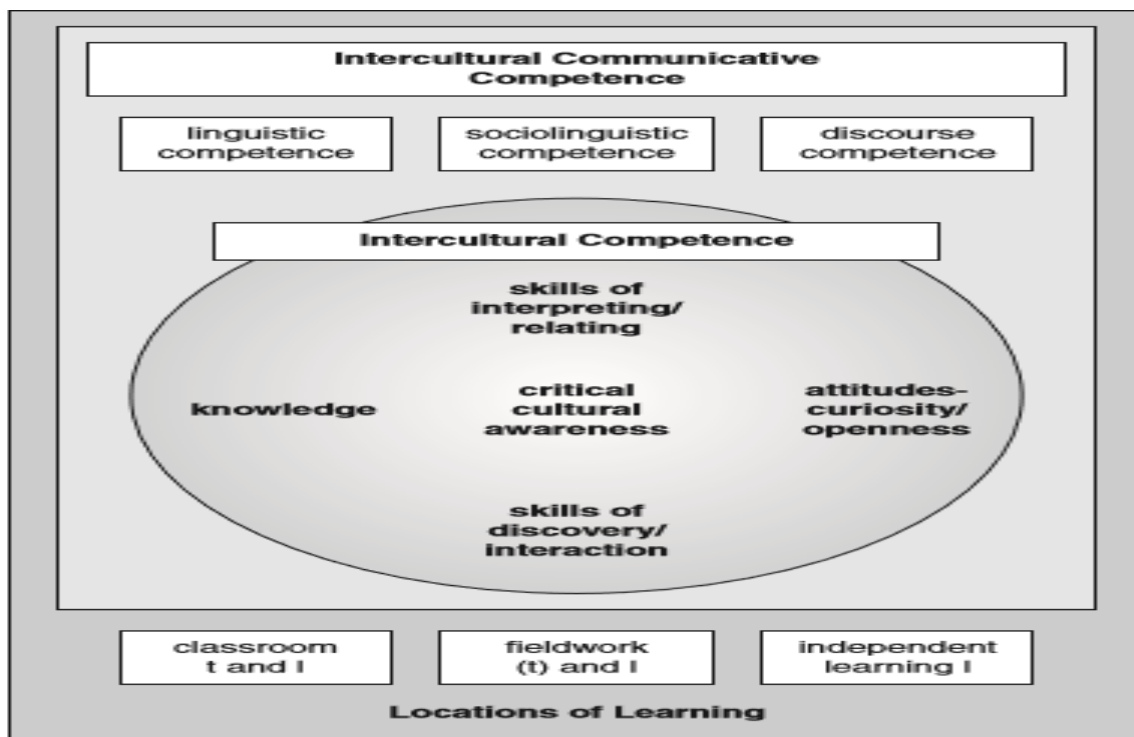 Intercultural Communicative
Competence
linguistic
competence
sociolinguistic
competence
discourse
competence
Intercultural Competence
skills of
interpreting/
relating
knowledge
critical
cultural
awareness
attitudes-
curiosity/
openness
skills of
discovery/
interaction
classroom
t and l
fieldwork
(t) and l
independent
learning l
Locations of Learning